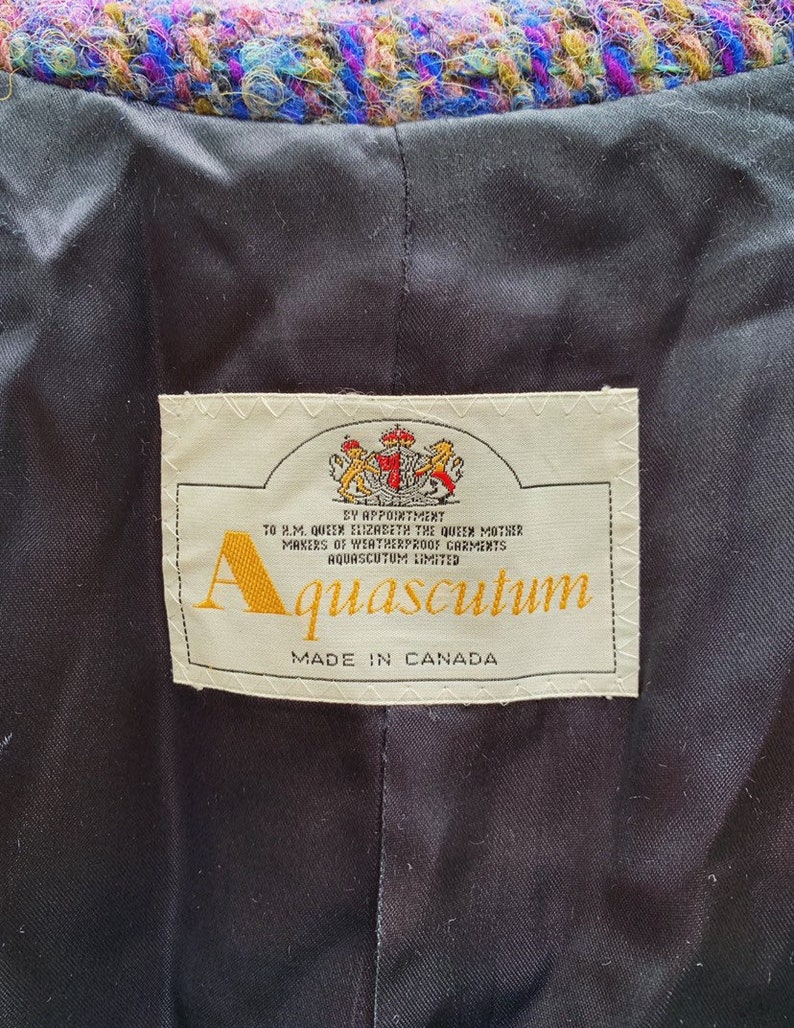 BY APPOINTMENT
TO H.M. QUEEN ELIZABETH THE QUEEN MOTHER
MAKERS OF WEATHERPROOF GARMENTS
AQUASCUTUM LIMITED
Aquascutum
MADE IN CANADA